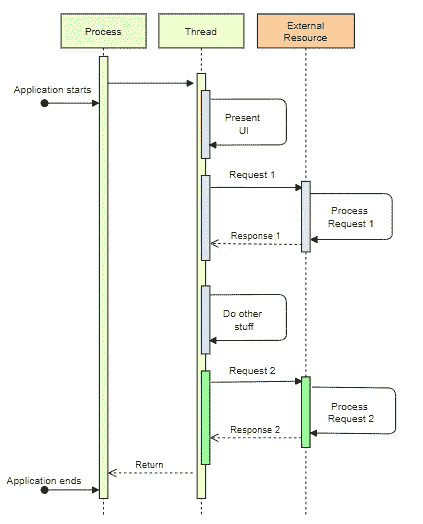 Process
Thread
External
Resource
Application starts
Present
UI
Request 1
Process
Request 1
Response 1
Do other
stuff
Request 2
Process
Request 2
Response 2
Return
Application ends